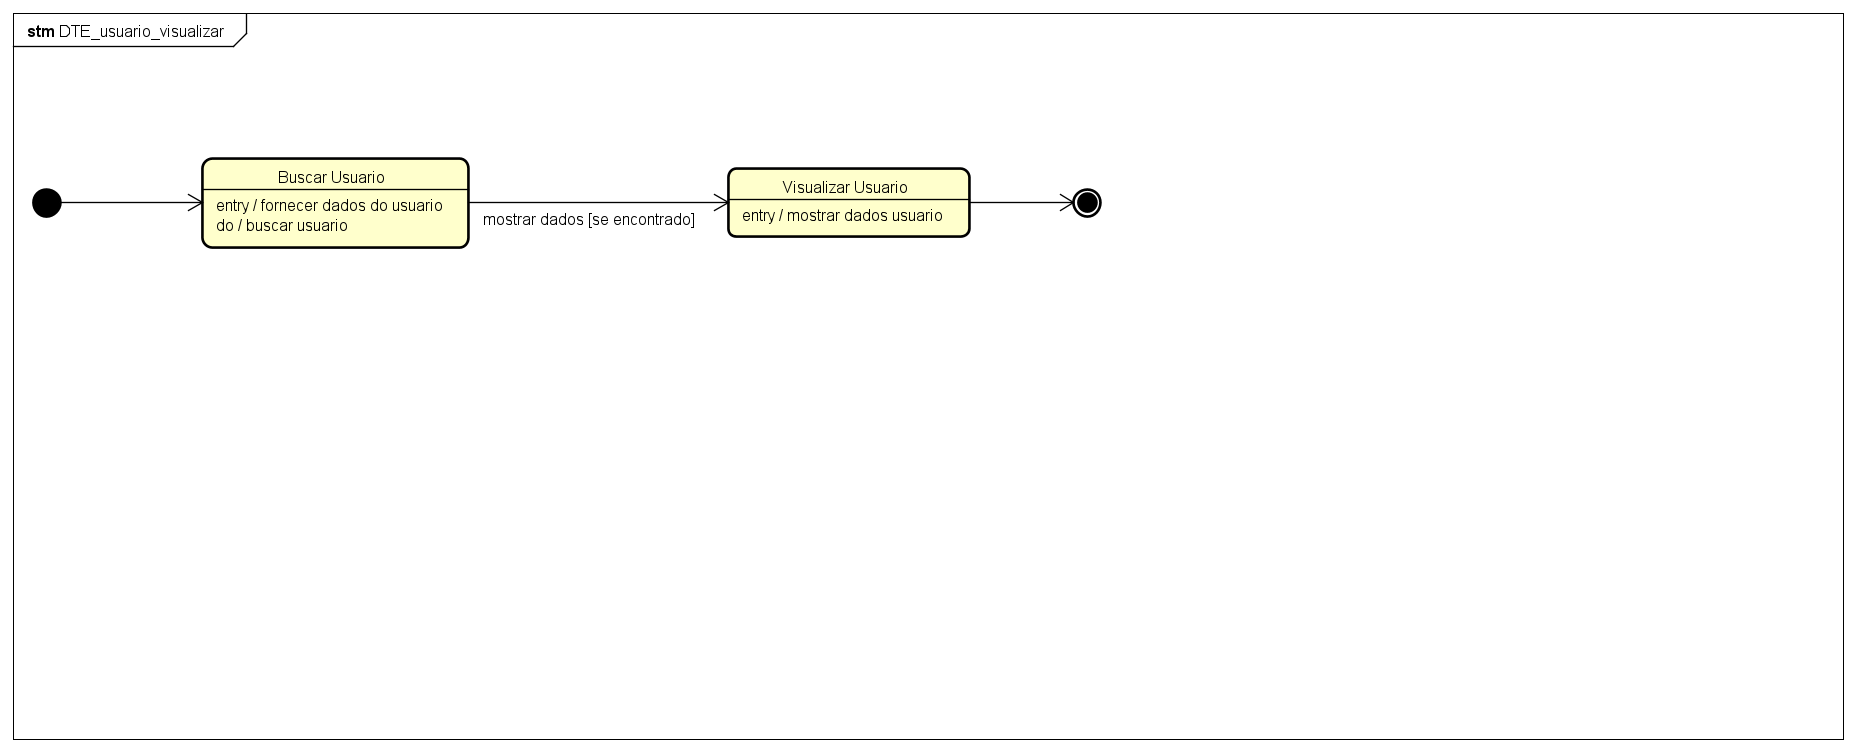 stm DTE_usuario_visualizar
Buscar Usuario
entry / fornecer dados do usuario
do / buscar usuario
mostrar dados [se encontrado]
Visualizar Usuario
entry / mostrar dados usuario